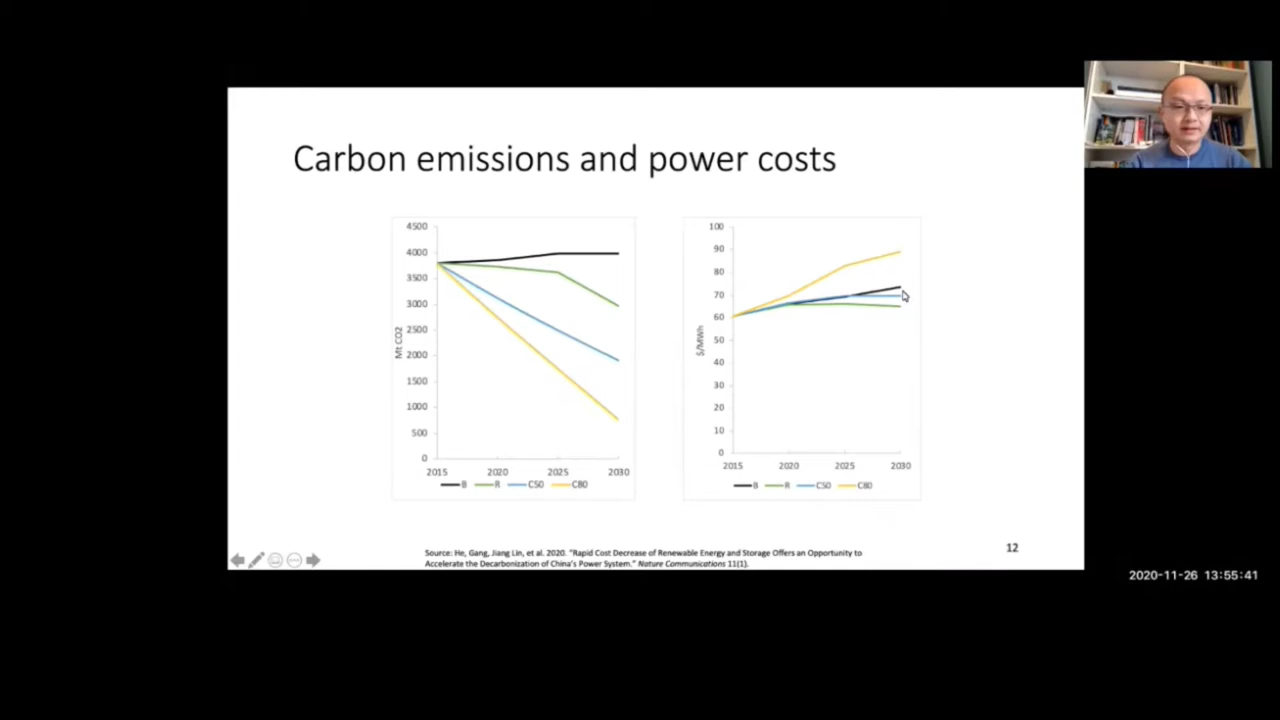 Carbon emissions and power costs
4500
4000
3500
3000
2500
2000
1500
1000
500
0
Mt CO2
2015 2020 2025 2030
B R C50 C80
100
90
80
70
60
50
40
30
20
10
0
$/MWh
2015 2020 2025 2030
B R C50 C80
Source: He, Gang, Jiang Lin, et al. 2020. “Rapid Cost Decrease of Renewable Energy and Storage Offers an Opportunity to
Accelerate the Decarbonization of China’s Power System.” Nature Communications 11(1).
12
2020-11-26 13:55:41